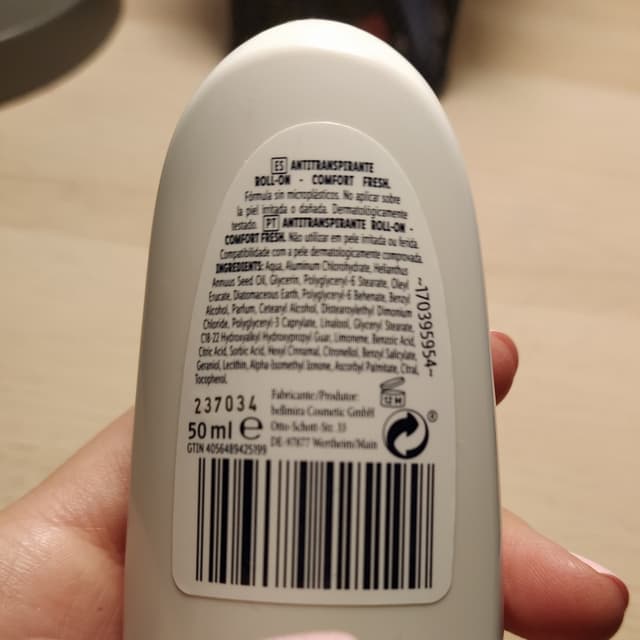 ES ANTITRANSPIRANTE
ROLL-ON - COMFORT FRESH.
Fórmula sin microplásticos. No aplicar sobre
la piel irritada o dañada. Dermatológicamente
testado. PT ANTITRANSPIRANTE ROLL-ON -
COMFORT FRESH. Não utilizar em pele irritada ou ferida.
Compatibilidade com a pele dermatologicamente comprovada.
INGREDIENTS: Aqua, Aluminum Chlorohydrate, Helianthus
Annuus Seed Oil, Glycerin, Polyglyceryl-6 Stearate, Oleyl
Erucate, Diatomaceous Earth, Polyglyceryl-6 Behenate, Benzyl
Alcohol, Parfum, Cetearyl Alcohol, Distearoylethyl Dimonium
Chloride, Polyglyceryl-3 Caprylate, Linalool, Glyceryl Stearate,
C18-22 Hydroxyalkyl Hydroxypropyl Guar, Limonene, Benzoic Acid,
Citric Acid, Sorbic Acid, Hexyl Cinnamal, Citronellol, Benzyl Salicylate,
Geraniol, Lecithin, Alpha-Isomethyl Ionone, Ascorbyl Palmitate, Citral,
Tocopherol.
~170395954~
237034
50 ml ℮
GTIN 4056489425199
Fabricante/Produtor:
bellmira Cosmetic GmbH
Otto-Schott-Str. 33
DE-97877 Wertheim/Main
12 M
®